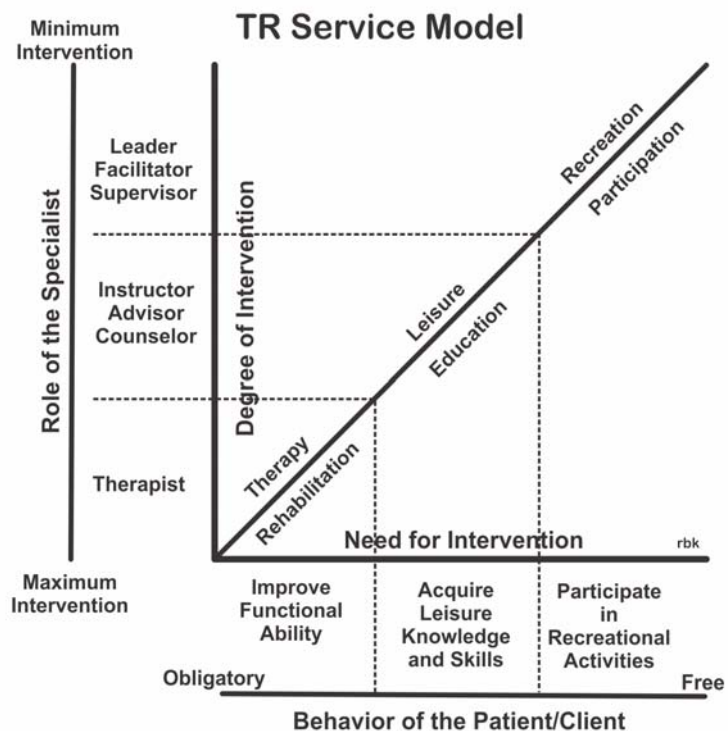 TR Service Model
Minimum
Intervention
Role of the Specialist
Leader
Facilitator
Supervisor
Instructor
Advisor
Counselor
Therapist
Maximum
Intervention
Degree of Intervention
Therapy
Rehabilitation
Leisure
Education
Recreation
Participation
Need for Intervention
rbk
Improve
Functional
Ability
Acquire
Leisure
Knowledge
and Skills
Participate
in
Recreational
Activities
Obligatory
Free
Behavior of the Patient/Client